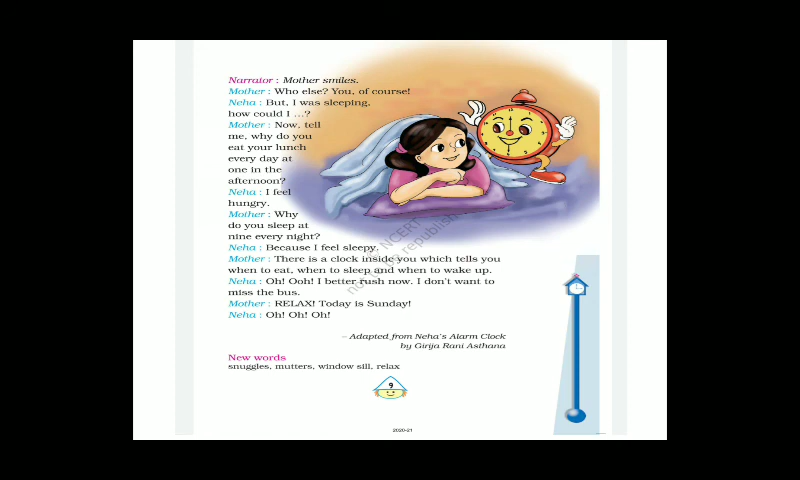 Narrator : Mother smiles.
Mother : Who else? You, of course!
Neha : But, I was sleeping,
how could I ...?
Mother : Now, tell
me, why do you
eat your lunch
every day at
one in the
afternoon?
Neha : I feel
hungry.
Mother : Why
do you sleep at
nine every night?
Neha : Because I feel sleepy.
Mother : There is a clock inside you which tells you
when to eat, when to sleep and when to wake up.
Neha : Oh! Ooh! I better rush now. I don't want to
miss the bus.
Mother : RELAX! Today is Sunday!
Neha : Oh! Oh! Oh!
– Adapted from Neha's Alarm Clock
by Girija Rani Asthana
New words
snuggles, mutters, window sill, relax
9
2020-21
NCERT
not to be republish